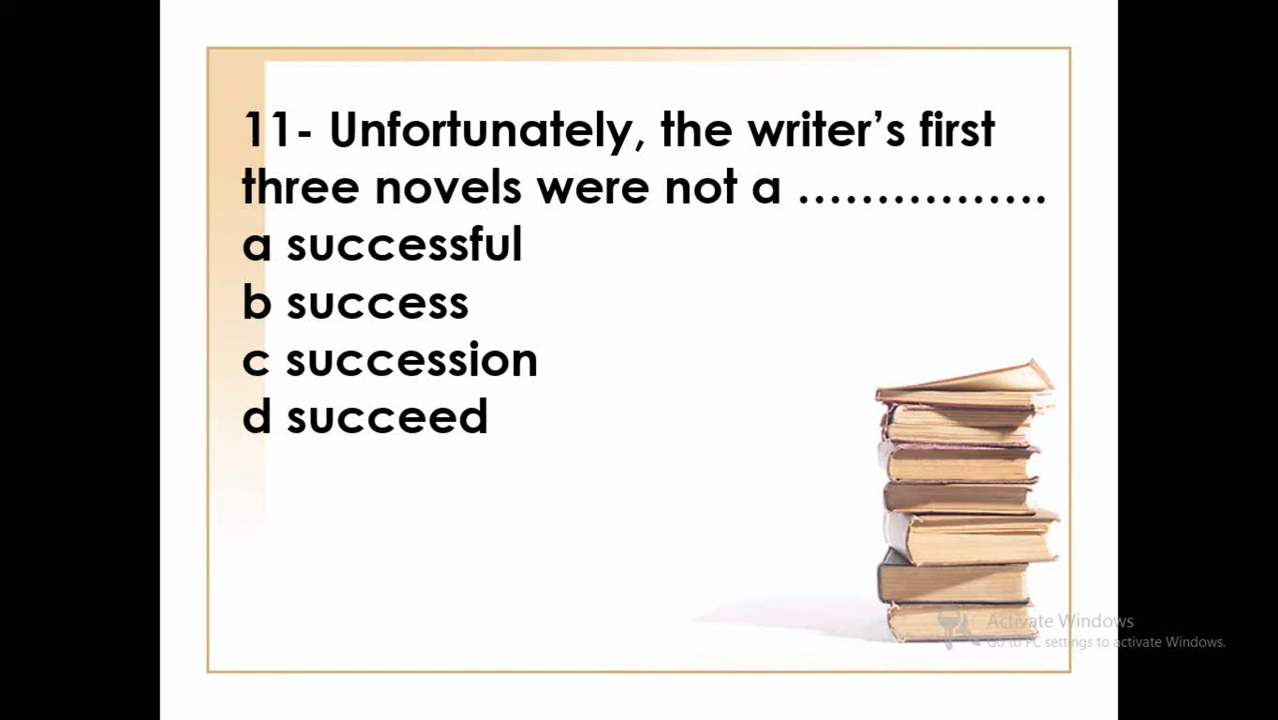 11- Unfortunately, the writer’s first
three novels were not a …………….
a successful
b success
c succession
d succeed
Activate Windows
Go to PC settings to activate Windows.